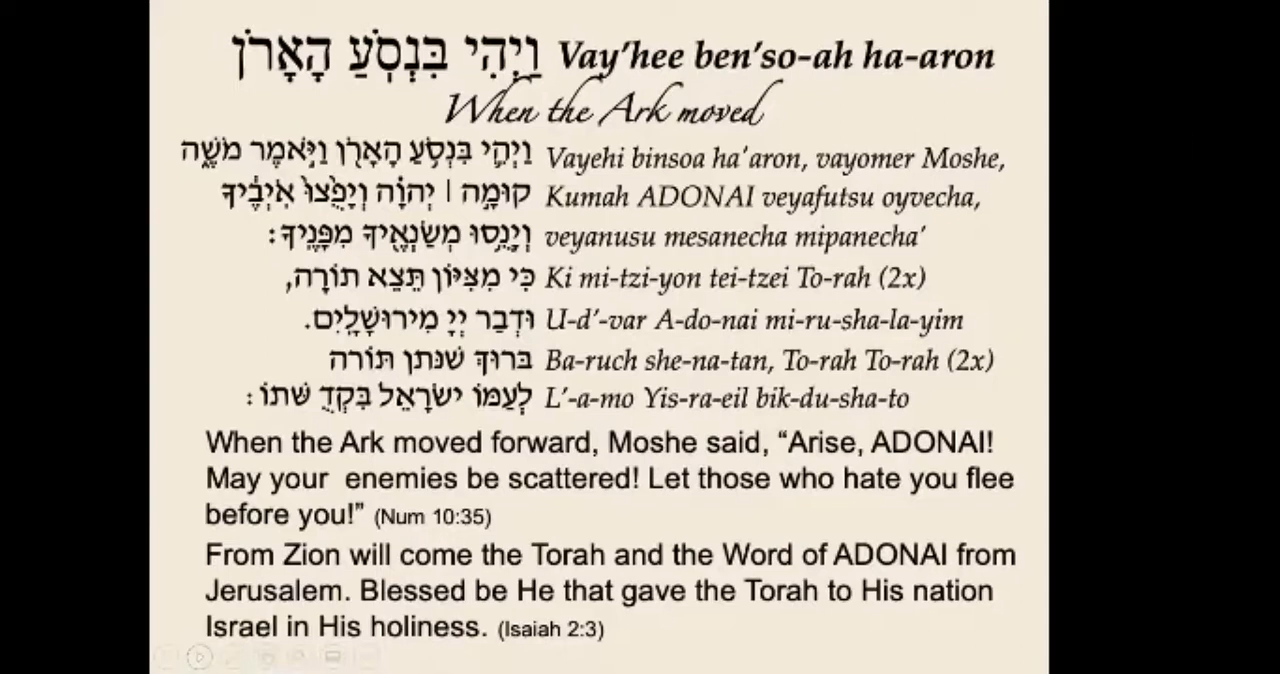 וַיְהִי בִּנְסֹעַ הָאָרֹן Vay’hee ben’so-ah ha-aron
When the Ark moved
וַיְהִ֛י בִּנְסֹ֥עַ הָאָרֹ֖ן וַיֹּ֣אמֶר מֹשֶׁ֑ה Vayehi binsoa ha’aron, vayomer Moshe,
קוּמָ֣ה ׀ יְהוָ֗ה וְיָפֻ֙צוּ֙ אֹֽיְבֶ֔יךָ Kumah ADONAI veyafutsu oyvecha,
וְיָנֻ֥סוּ מְשַׂנְאֶ֖יךָ מִפָּנֶֽיךָ: veyanusu mesanecha mipanecha’
כִּי מִצִּיּוֹן תֵּצֵא תוֹרָה, Ki mi-tzi-yon tei-tzei To-rah (2x)
וּדְבַר יְיָ מִירוּשָׁלָֽיִם. U-d’-var A-do-nai mi-ru-sha-la-yim
בּרוּךְ שׁנּתן תּוֹרה Ba-ruch she-na-tan, To-rah To-rah (2x)
לְעַמּוֹ ישׂרָאֵל בִּקְדֻ שּׁתוֹ: L’-a-mo Yis-ra-eil bik-du-sha-to
When the Ark moved forward, Moshe said, “Arise, ADONAI!
May your enemies be scattered! Let those who hate you flee
before you!” (Num 10:35)
From Zion will come the Torah and the Word of ADONAI from
Jerusalem. Blessed be He that gave the Torah to His nation
Israel in His holiness. (Isaiah 2:3)